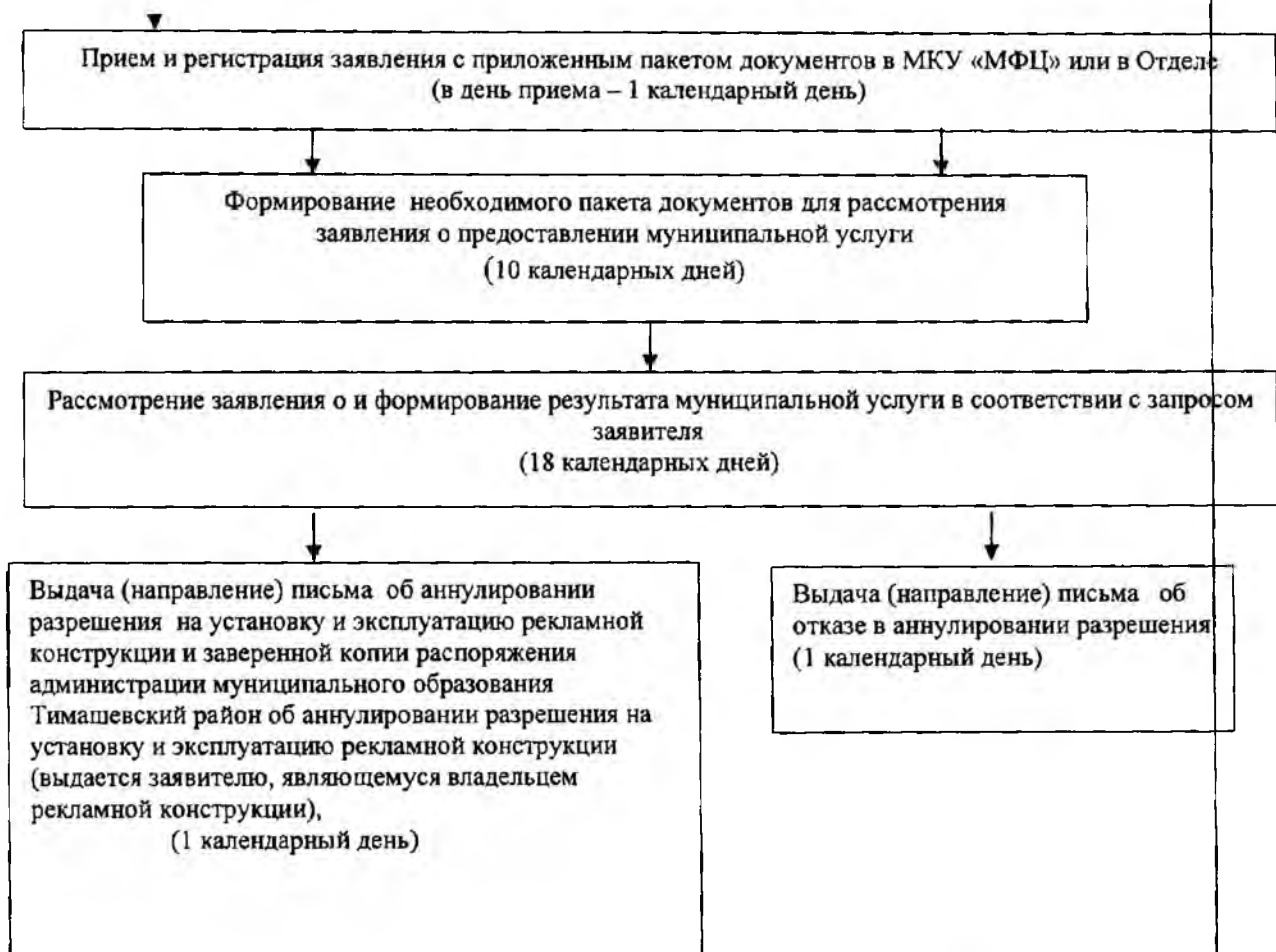 Прием и регистрация заявления с приложенным пакетом документов в МКУ «МФЦ» или в Отделе
(в день приема – 1 календарный день)
Формирование необходимого пакета документов для рассмотрения
заявления о предоставлении муниципальной услуги
(10 календарных дней)
Рассмотрение заявления о и формирование результата муниципальной услуги в соответствии с запросом
заявителя
(18 календарных дней)
Выдача (направление) письма об аннулировании
разрешения на установку и эксплуатацию рекламной
конструкции и заверенной копии распоряжения
администрации муниципального образования
Тимашевский район об аннулировании разрешения на
установку и эксплуатацию рекламной конструкции
(выдается заявителю, являющемуся владельцем
рекламной конструкции),
(1 календарный день)
Выдача (направление) письма об
отказе в аннулировании разрешения
(1 календарный день)